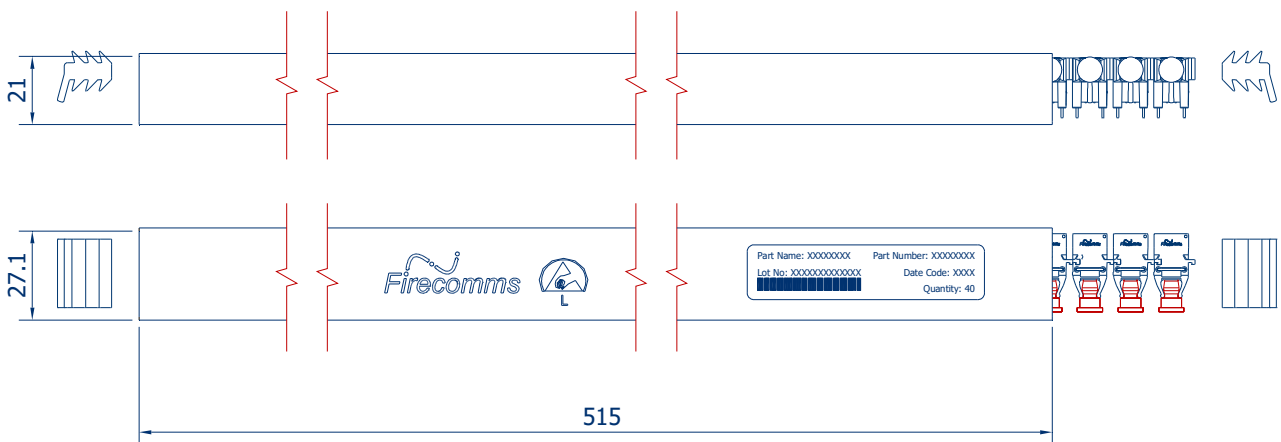 21
27.1
Firecomms
L
Part Name: XXXXXXXX Part Number: XXXXXXXX
Lot No: XXXXXXXXXXXXX Date Code: XXXX
Quantity: 40
515